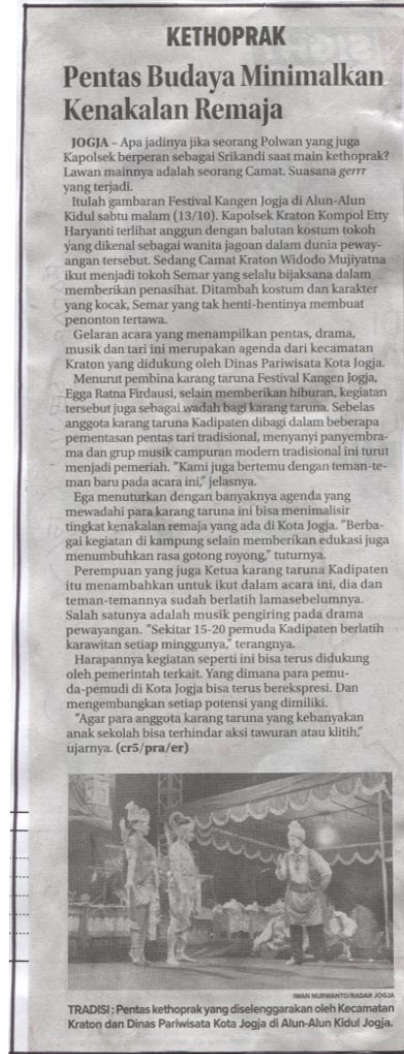 KETHOPRAK
Pentas Budaya Minimalkan
Kenakalan Remaja
JOGJA – Apa jadinya jika seorang Polwan yang juga
Kapolsek berperan sebagai Srikandi saat main kethoprak?
Lawan mainnya adalah seorang Camat. Suasana gerrr
yang terjadi.
Itulah gambaran Festival Kangen Jogja di Alun-Alun
Kidul sabtu malam (13/10). Kapolsek Kraton Kompol Etty
Haryanti terlihat anggun dengan balutan kostum tokoh
yang dikenal sebagai wanita jagoan dalam dunia peway-
angan tersebut. Sedang Camat Kraton Widodo Mujiyatna
ikut menjadi tokoh Semar yang selalu bijaksana dalam
memberikan penasihat. Ditambah kostum dan karakter
yang kocak, Semar yang tak henti-hentinya membuat
penonton tertawa.
Gelaran acara yang menampilkan pentas, drama,
musik dan tari ini merupakan agenda dari kecamatan
Kraton yang didukung oleh Dinas Pariwisata Kota Jogja.
Menurut pembina karang taruna Festival Kangen Jogja,
Egga Ratna Firdausi, selain memberikan hiburan, kegiatan
tersebut juga sebagai wadah bagi karang taruna. Sebelas
anggota karang taruna Kadipaten dibagi dalam beberapa
pementasan pentas tari tradisional, menyanyi panyembra-
ma dan grup musik campuran modern tradisional ini turut
menjadi pemeriah. "Kami juga bertemu dengan teman-te-
man baru pada acara ini," jelasnya.
Ega menuturkan dengan banyaknya agenda yang
mewadahi para karang taruna ini bisa menimalisir
tingkat kenakalan remaja yang ada di Kota Jogja. "Berba-
gai kegiatan di kampung selain memberikan edukasi juga
menumbuhkan rasa gotong royong," tuturnya.
Perempuan yang juga Ketua karang taruna Kadipaten
itu menambahkan untuk ikut dalam acara ini, dia dan
teman-temannya sudah berlatih lamasebelumnya.
Salah satunya adalah musik pengiring pada drama
pewayangan. "Sekitar 15-20 pemuda Kadipaten berlatih
karawitan setiap minggunya," terangnya.
Harapannya kegiatan seperti ini bisa terus didukung
oleh pemerintah terkait. Yang dimana para pemu-
da-pemudi di Kota Jogja bisa terus berekspresi. Dan
mengembangkan setiap potensi yang dimiliki.
"Agar para anggota karang taruna yang kebanyakan
anak sekolah bisa terhindar aksi tawuran atau klitih,"
ujarnya. (cr5/pra/er)
IWAN NURWANTO/RADAR JOGJA
TRADISI : Pentas kethoprak yang diselenggarakan oleh Kecamatan
Kraton dan Dinas Pariwisata Kota Jogja di Alun-Alun Kidul Jogja.